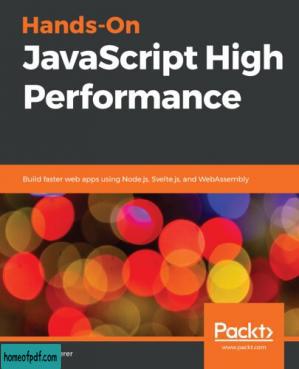 Hands-On
JavaScript High
Performance
Build faster web apps using Node.js, Svelte.js, and WebAssembly
Packt>
www.packt.com
homeofpdf.com